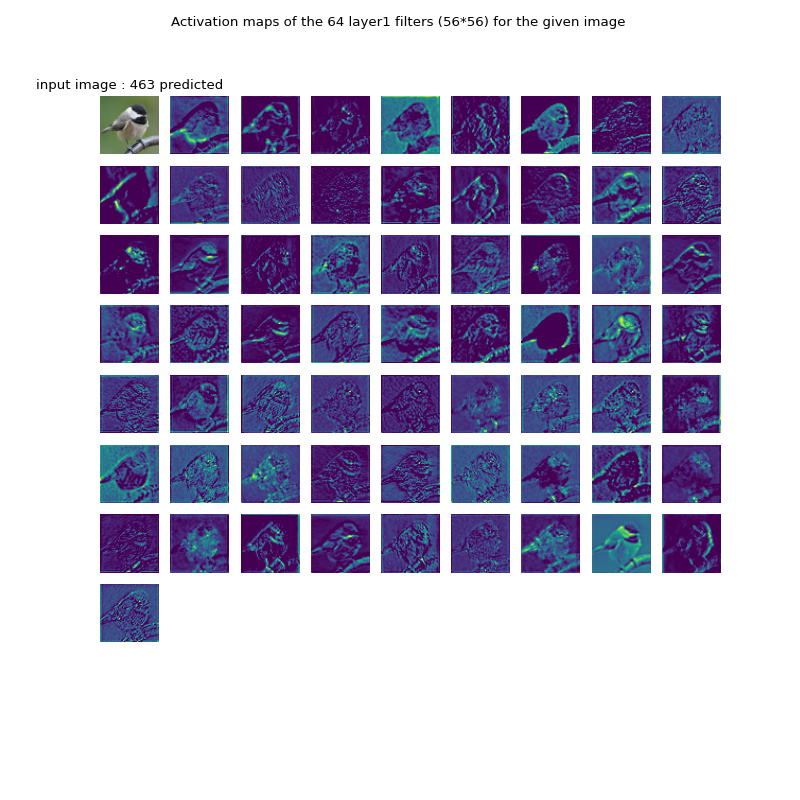 Activation maps of the 64 layer1 filters (56*56) for the given image
input image : 463 predicted